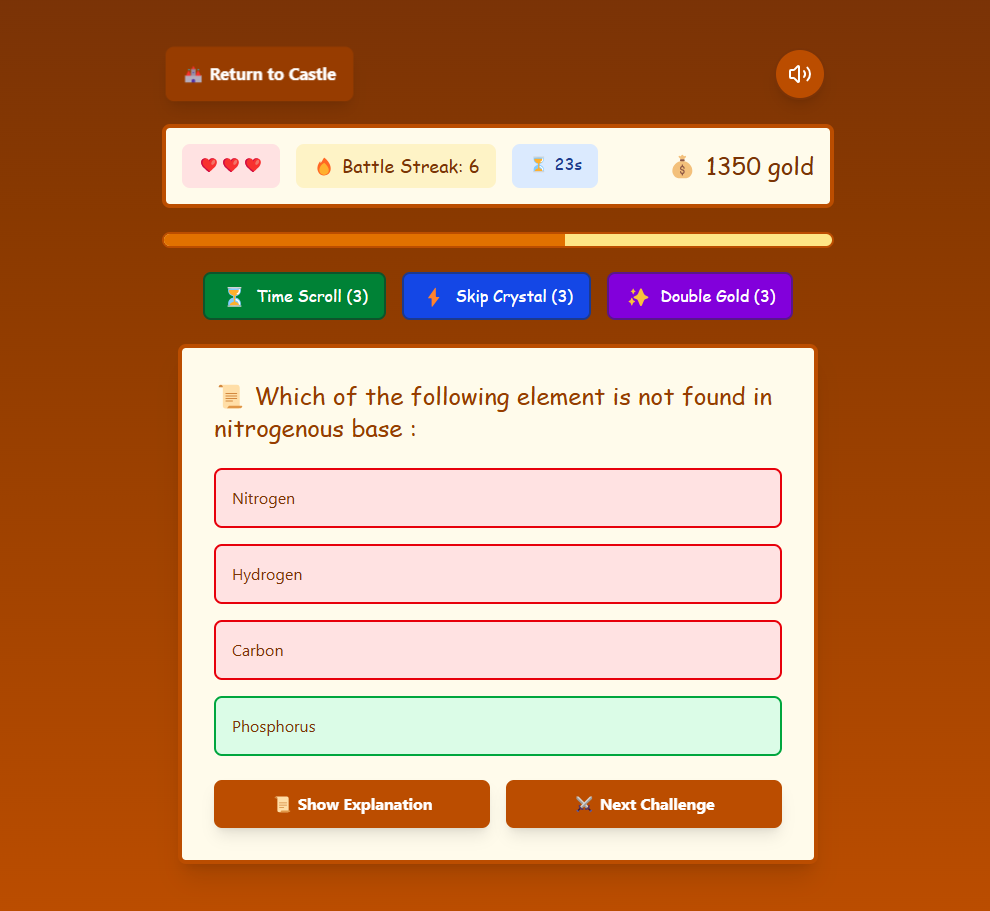 🏰 Return to Castle
❤️❤️❤️ 🔥 Battle Streak: 6 ⏳ 23s 💰 1350 gold
⏳ Time Scroll (3) ⚡ Skip Crystal (3) ✨ Double Gold (3)
📜 Which of the following element is not found in
nitrogenous base :
Nitrogen
Hydrogen
Carbon
Phosphorus
📜 Show Explanation ⚔️ Next Challenge